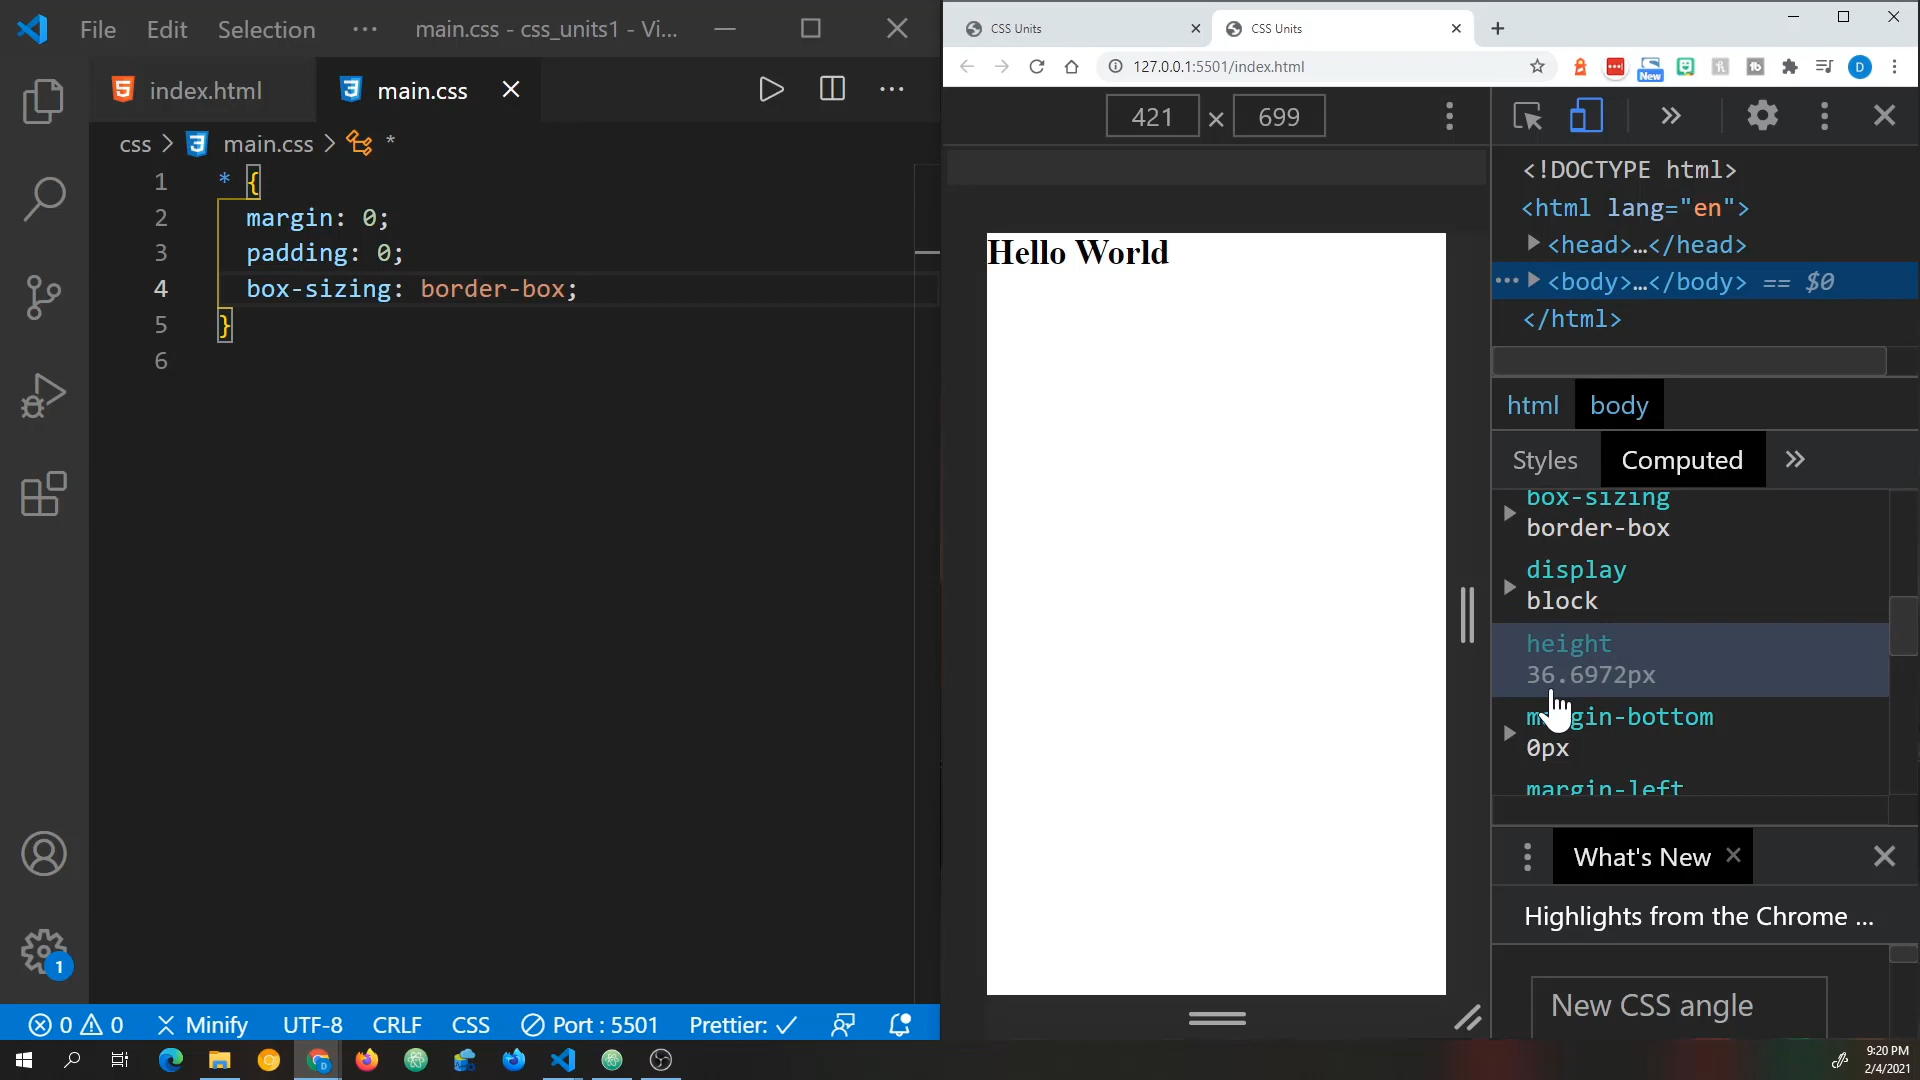 File Edit Selection ··· main.css - css_units1 - Vi...
index.html main.css
css > main.css > *
1 * {
2 margin: 0;
3 padding: 0;
4 box-sizing: border-box;
5 }
6
1
0 0 Minify UTF-8 CRLF CSS Port : 5501 Prettier: ✓
CSS Units CSS Units
127.0.0.1:5501/index.html
New
D
421 × 699
Hello World
<!DOCTYPE html>
<html lang="en">
<head>…</head>
··· <body>…</body> == $0
</html>
html body
Styles Computed »
box-sizing
border-box
display
block
height
36.6972px
margin-bottom
0px
margin-left
What's New ×
Highlights from the Chrome ...
New CSS angle
9:20 PM
2/4/2021